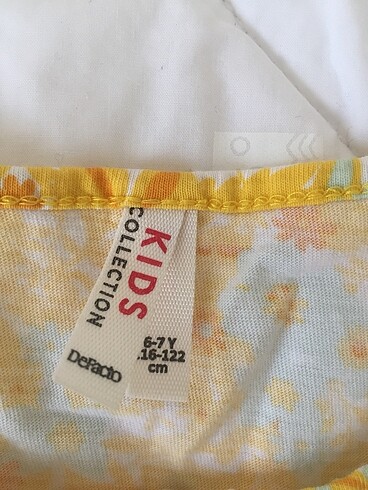 KIDS
COLLECTION
DeFacto
6-7 Y
116-122
cm